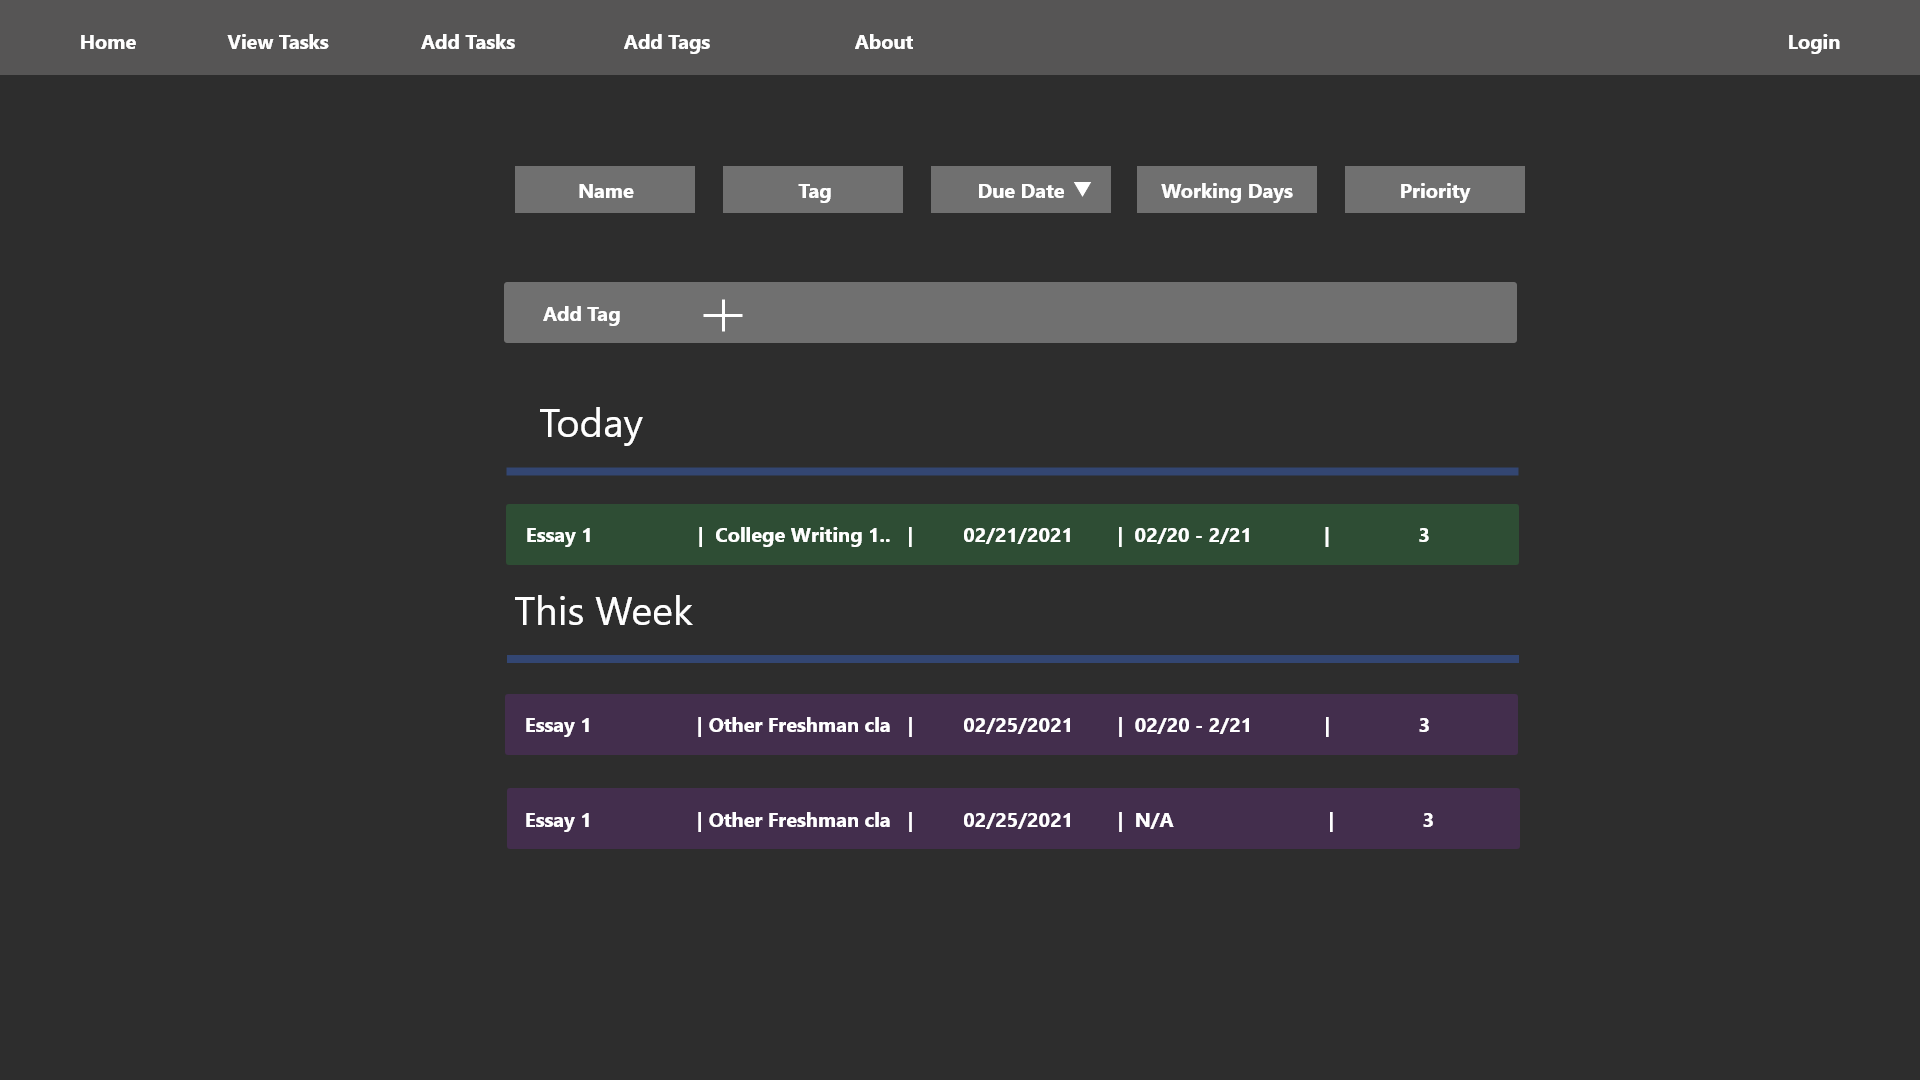 Home View Tasks Add Tasks Add Tags About Login
Name Tag Due Date ▼ Working Days Priority
Add Tag +
Today
Essay 1 | College Writing 1.. | 02/21/2021 | 02/20 - 2/21 | 3
This Week
Essay 1 | Other Freshman cla | 02/25/2021 | 02/20 - 2/21 | 3
Essay 1 | Other Freshman cla | 02/25/2021 | N/A | 3